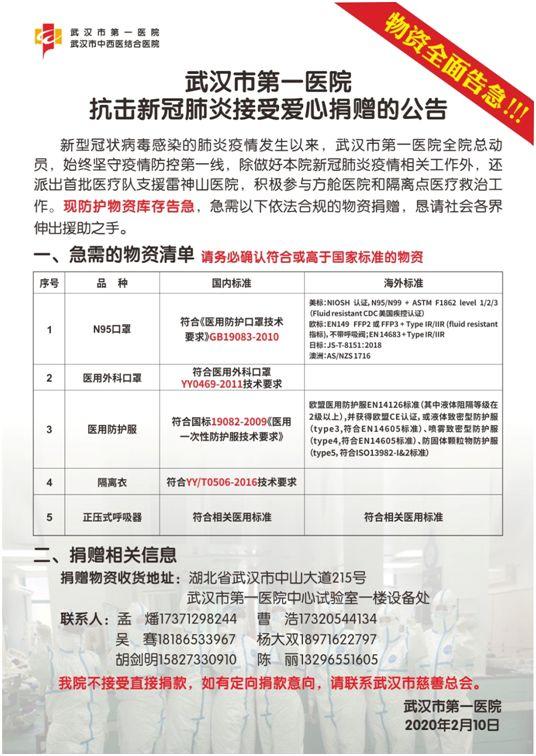 武汉市第一医院
武汉市中西医结合医院
物资全面告急!!!
武汉市第一医院
抗击新冠肺炎接受爱心捐赠的公告
新型冠状病毒感染的肺炎疫情发生以来，武汉市第一医院全院总动
员，始终坚守疫情防控第一线，除做好本院新冠肺炎疫情相关工作外，还
派出首批医疗队支援雷神山医院，积极参与方舱医院和隔离点医疗救治工
作。现防护物资库存告急，急需以下依法合规的物资捐赠，恳请社会各界
伸出援助之手。
一、急需的物资清单 请务必确认符合或高于国家标准的物资
序号 品 种 国内标准 海外标准
1 N95口罩 符合《医用防护口罩技术
要求》GB19083-2010
美标:NIOSH 认证,N95/N99 + ASTM F1862 level 1/2/3
(Fluid resistant CDC 美国疾控认证)
欧标:EN149 FFP2 或 FFP3 + Type IR/IIR (fluid resistant
指标),不带呼吸阀;EN 14683 + Type IR/IIR
日标:JS-T-8151:2018
澳洲:AS/NZS 1716
2 医用外科口罩 符合医用外科口罩
YY0469-2011技术要求
3 医用防护服 符合国标19082-2009《医用
一次性防护服技术要求》
欧盟医用防护服EN14126标准(其中液体阻隔等级在
2级以上),并获得欧盟CE认证,或液体致密型防护服
(type3,符合EN14605标准)、喷雾致密型防护服
(type4,符合EN14605标准)、防固体颗粒物防护服
(type5,符合ISO13982-1&2标准)
4 隔离衣 符合YY/T0506-2016技术要求
5 正压式呼吸器 符合相关医用标准 符合相关医用标准
二、捐赠相关信息
捐赠物资收货地址：湖北省武汉市中山大道215号
武汉市第一医院中心试验室一楼设备处
联系人：孟 燔17371298244 曹 浩17320544134
吴 骞18186533967 杨大双18971622797
胡剑明15827330910 陈 丽13296551605
我院不接受直接捐款，如有定向捐款意向，请联系武汉市慈善总会。
武汉市第一医院
2020年2月10日